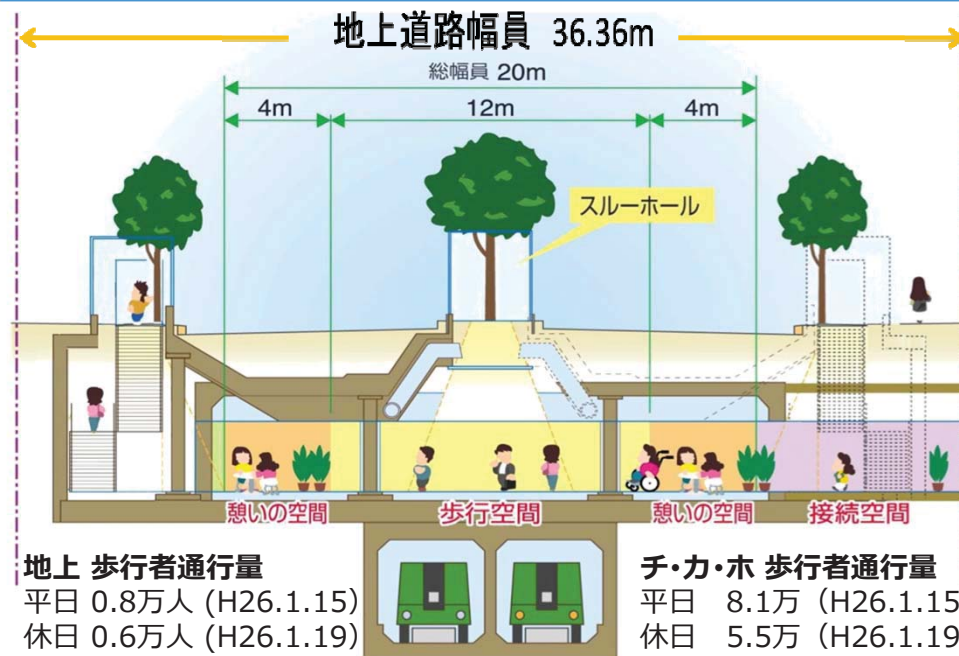 地上道路幅員 36.36m
総幅員 20m
4m
12m
4m
スルーホール
憩いの空間
歩行空間
憩いの空間
接続空間
地上 歩行者通行量
平日 0.8万人 (H26.1.15)
休日 0.6万人 (H26.1.19)
チ・カ・ホ 歩行者通行量
平日 8.1万（H26.1.15
休日 5.5万（H26.1.19